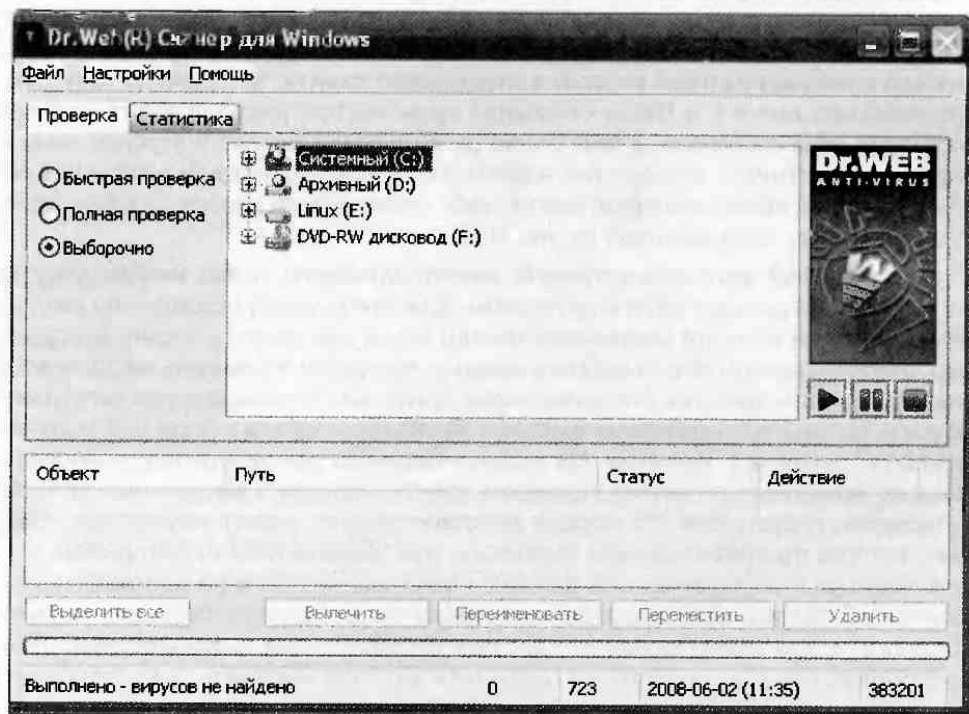 Dr.Web(R) Сканер для Windows
Файл Настройки Помощь
Проверка Статистика
Быстрая проверка
Полная проверка
Выборочно
Системный (C:)
Архивный (D:)
Linux (E:)
DVD-RW дисковод (F:)
Dr.WEB
ANTI-VIRUS
Объект Путь Статус Действие
Выделить все Вылечить Переименовать Переместить Удалить
Выполнено - вирусов не найдено 0 723 2008-06-02 (11:35) 383201